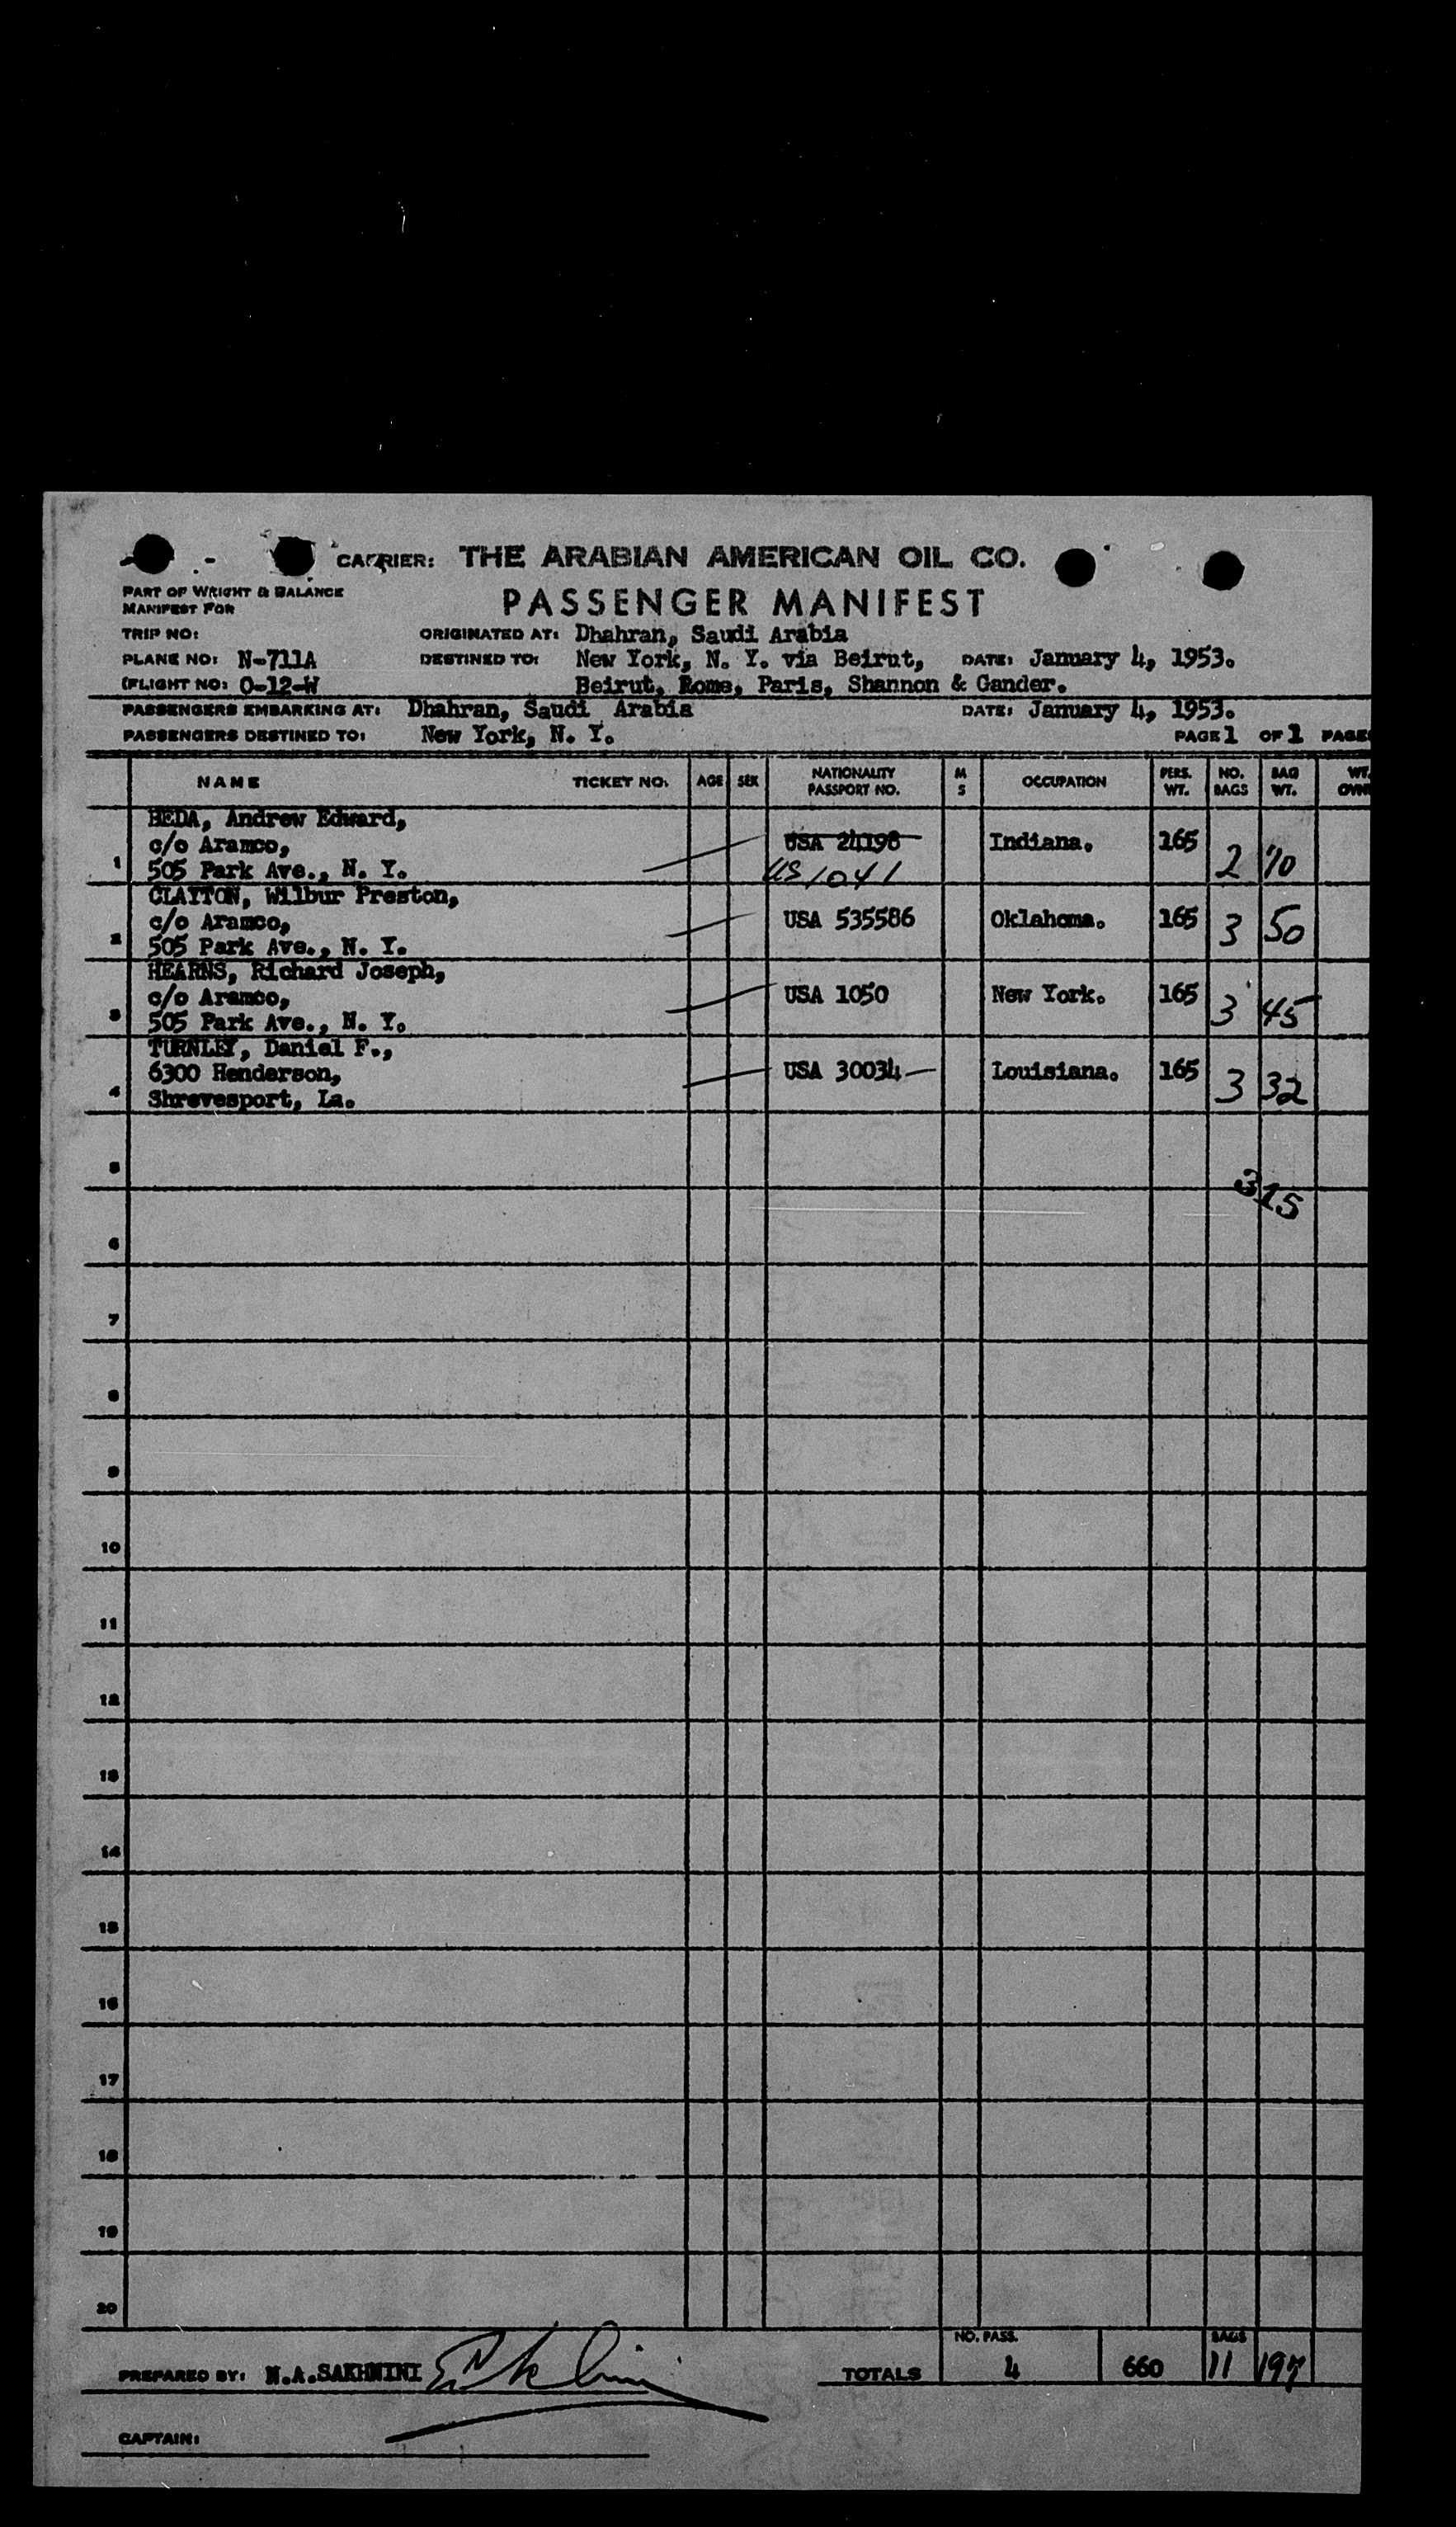 CARRIER: THE ARABIAN AMERICAN OIL CO.
PART OF WEIGHT & BALANCE
MANIFEST FOR
PASSENGER MANIFEST
TRIP NO:
ORIGINATED AT: Dhahran, Saudi Arabia
PLANE NO: N-711A DESTINED TO: New York, N. Y. via Beirut, DATE: January 4, 1953.
(FLIGHT NO: O-12-W Beirut, Rome, Paris, Shannon & Gander.
PASSENGERS EMBARKING AT: Dhahran, Saudi Arabia DATE: January 4, 1953.
PASSENGERS DESTINED TO: New York, N. Y. PAGE 1 OF 1 PAGE
NAME TICKET NO. AGE SEX NATIONALITY PASSPORT NO. M S OCCUPATION PERS. WT. NO. BAGS BAG WT. WT. OWN
BEDA, Andrew Edward,
c/o Aramco, USA 24198 Indiana. 165
1 505 Park Ave., N. Y. US 1041 2 70
CLAYTON, Wilbur Preston,
c/o Aramco, USA 535586 Oklahoma. 165 3 50
2 505 Park Ave., N. Y.
HEARNS, Richard Joseph,
c/o Aramco, USA 1050 New York. 165 3 45
3 505 Park Ave., N. Y.
TURNLEY, Daniel F.,
6300 Henderson, USA 30034 Louisiana. 165 3 32
4 Shrevesport, La.
5
315
6
7
8
9
10
11
12
13
14
15
16
17
18
19
20
NO. PASS. BAGS
PREPARED BY: N.A.SAKHNINI TOTALS 4 660 11 197
CAPTAIN: